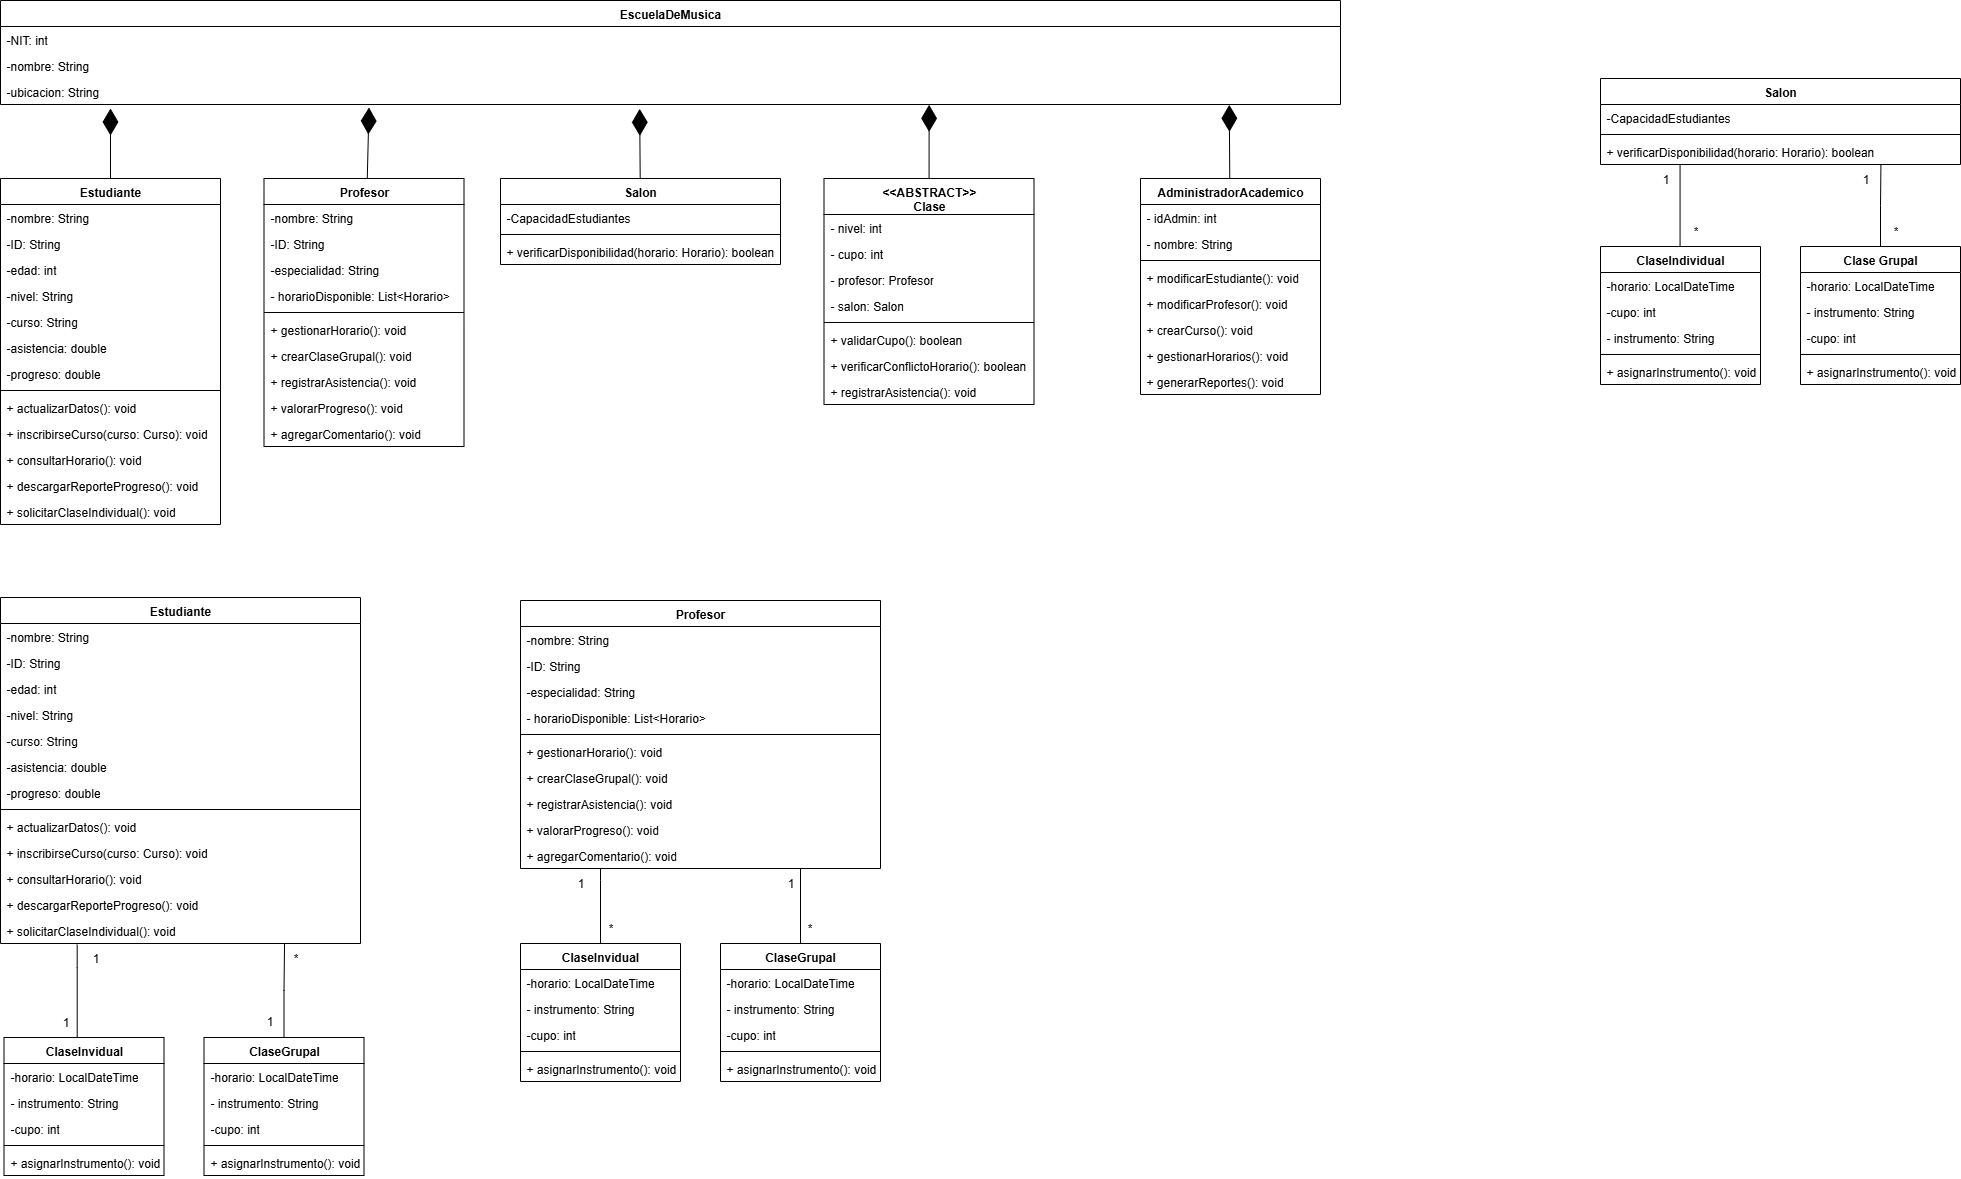 EscuelaDeMusica
-NIT: int
-nombre: String
-ubicacion: String
Estudiante
-nombre: String
-ID: String
-edad: int
-nivel: String
-curso: String
-asistencia: double
-progreso: double
+ actualizarDatos(): void
+ inscribirseCurso(curso: Curso): void
+ consultarHorario(): void
+ descargarReporteProgreso(): void
+ solicitarClaseIndividual(): void
Profesor
-nombre: String
-ID: String
-especialidad: String
- horarioDisponible: List<Horario>
+ gestionarHorario(): void
+ crearClaseGrupal(): void
+ registrarAsistencia(): void
+ valorarProgreso(): void
+ agregarComentario(): void
Salon
-CapacidadEstudiantes
+ verificarDisponibilidad(horario: Horario): boolean
<<ABSTRACT>>
Clase
- nivel: int
- cupo: int
- profesor: Profesor
- salon: Salon
+ validarCupo(): boolean
+ verificarConflictoHorario(): boolean
+ registrarAsistencia(): void
AdministradorAcademico
- idAdmin: int
- nombre: String
+ modificarEstudiante(): void
+ modificarProfesor(): void
+ crearCurso(): void
+ gestionarHorarios(): void
+ generarReportes(): void
Salon
-CapacidadEstudiantes
+ verificarDisponibilidad(horario: Horario): boolean
1
1
*
*
ClaseIndividual
-horario: LocalDateTime
-cupo: int
- instrumento: String
+ asignarInstrumento(): void
Clase Grupal
-horario: LocalDateTime
- instrumento: String
-cupo: int
+ asignarInstrumento(): void
Estudiante
-nombre: String
-ID: String
-edad: int
-nivel: String
-curso: String
-asistencia: double
-progreso: double
+ actualizarDatos(): void
+ inscribirseCurso(curso: Curso): void
+ consultarHorario(): void
+ descargarReporteProgreso(): void
+ solicitarClaseIndividual(): void
1
*
1
1
ClaseInvidual
-horario: LocalDateTime
- instrumento: String
-cupo: int
+ asignarInstrumento(): void
ClaseGrupal
-horario: LocalDateTime
- instrumento: String
-cupo: int
+ asignarInstrumento(): void
Profesor
-nombre: String
-ID: String
-especialidad: String
- horarioDisponible: List<Horario>
+ gestionarHorario(): void
+ crearClaseGrupal(): void
+ registrarAsistencia(): void
+ valorarProgreso(): void
+ agregarComentario(): void
1
1
*
*
ClaseInvidual
-horario: LocalDateTime
- instrumento: String
-cupo: int
+ asignarInstrumento(): void
ClaseGrupal
-horario: LocalDateTime
- instrumento: String
-cupo: int
+ asignarInstrumento(): void